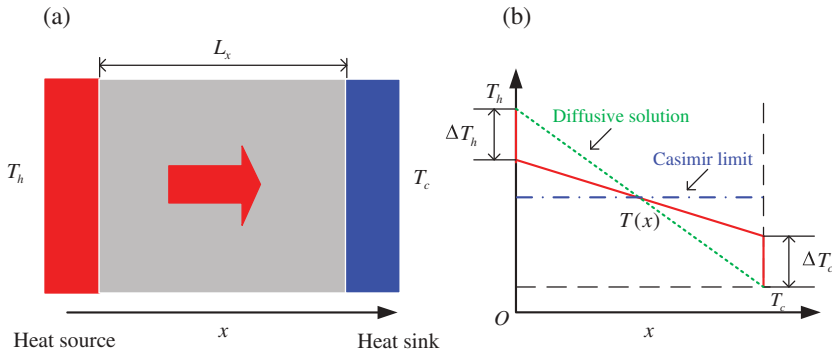 (a)
L_x
T_h
T_c
Heat source
x
Heat sink
(b)
T_h
ΔT_h
Diffusive solution
Casimir limit
T(x)
ΔT_c
T_c
O
x